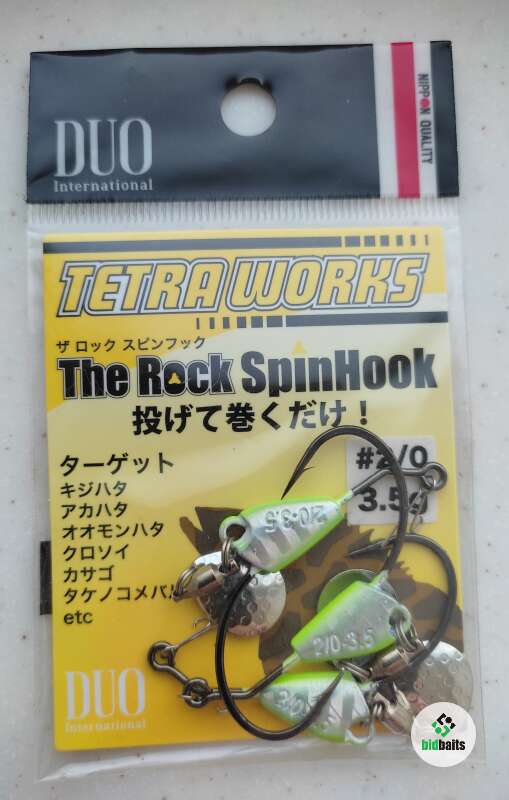 DUO
International
NIPPON QUALITY
TETRA WORKS
ザ ロック スピンフック
The Rock SpinHook
投げて巻くだけ！
ターゲット
キジハタ
アカハタ
オオモンハタ
クロソイ
カサゴ
タケノコメバル
etc
#2/0
3.5g
2/0-3.5
2/0-3.5
DUO
International
bidbaits